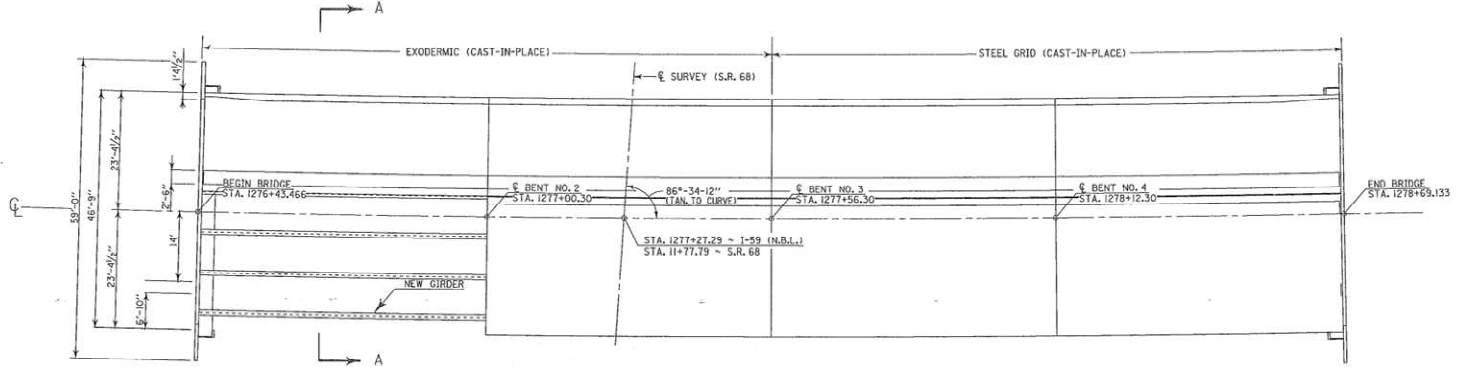 A
EXODERMIC (CAST-IN-PLACE)
STEEL GRID (CAST-IN-PLACE)
1'4½"
℄ SURVEY (S.R. 68)
59'-0"
46'-9"
23'-4½"
2'-6"
BEGIN BRIDGE
STA. 1276+43.466
℄ BENT NO. 2
STA. 1277+00.30
86°-34-12"
(TAN. TO CURVE)
℄ BENT NO. 3
STA. 1277+56.30
℄ BENT NO. 4
STA. 1278+12.30
END BRIDGE
STA. 1278+69.133
℄
STA. 1277+27.29 ~ I-59 (N.B.L.)
STA. 11+77.79 ~ S.R. 68
14'
23'-4½"
6'-10"
NEW GIRDER
A